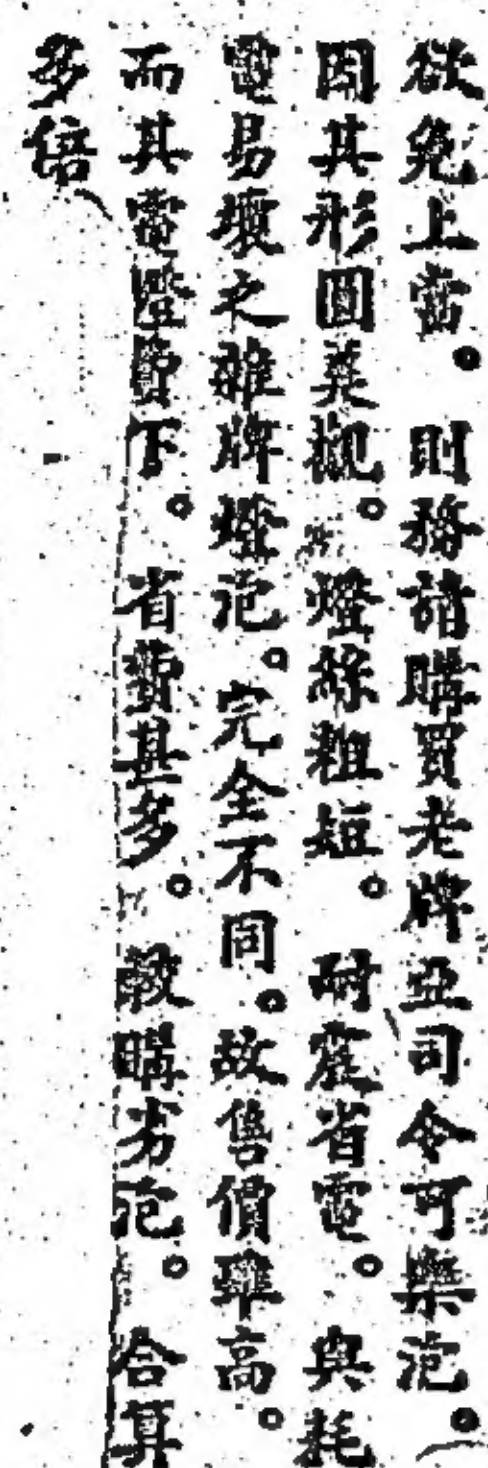 欲免上當。則務請購買老牌亞司令可樂泡。
因其形圓美觀。燈絲粗短。耐震省電。與耗
電易壞之雜牌燈泡。完全不同。故售價雖高。
而其電燈費下。省費甚多。較購劣泡。合算
多倍